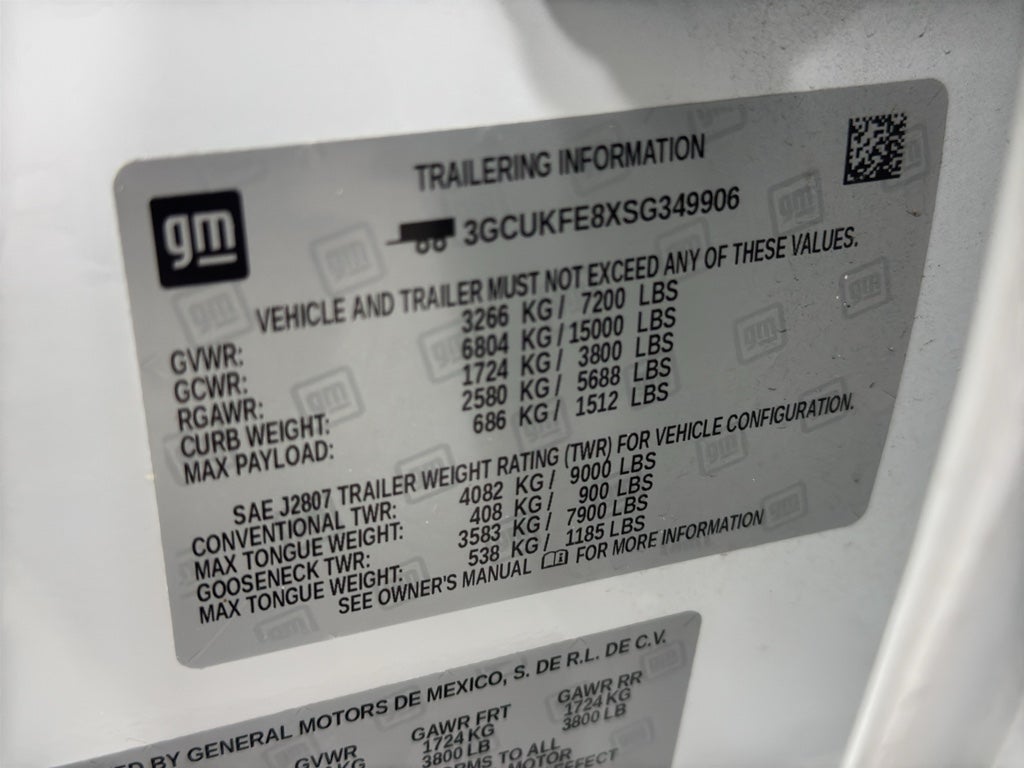 TRAILERING INFORMATION
gm
3GCUKFE8XSG349906
VEHICLE AND TRAILER MUST NOT EXCEED ANY OF THESE VALUES.
GVWR: 3266 KG / 7200 LBS
GCWR: 6804 KG / 15000 LBS
RGAWR: 1724 KG / 3800 LBS
CURB WEIGHT: 2580 KG / 5688 LBS
MAX PAYLOAD: 686 KG / 1512 LBS
SAE J2807 TRAILER WEIGHT RATING (TWR) FOR VEHICLE CONFIGURATION.
CONVENTIONAL TWR: 4082 KG / 9000 LBS
MAX TONGUE WEIGHT: 408 KG / 900 LBS
GOOSENECK TWR: 3583 KG / 7900 LBS
MAX TONGUE WEIGHT: 538 KG / 1185 LBS
SEE OWNER'S MANUAL FOR MORE INFORMATION
BY GENERAL MOTORS DE MEXICO, S. DE R.L. DE C.V.
GVWR GAWR FRT GAWR RR
KG 1724 KG 1724 KG
3800 LB 3800 LB
TO ALL
MOTOR
EFFECT